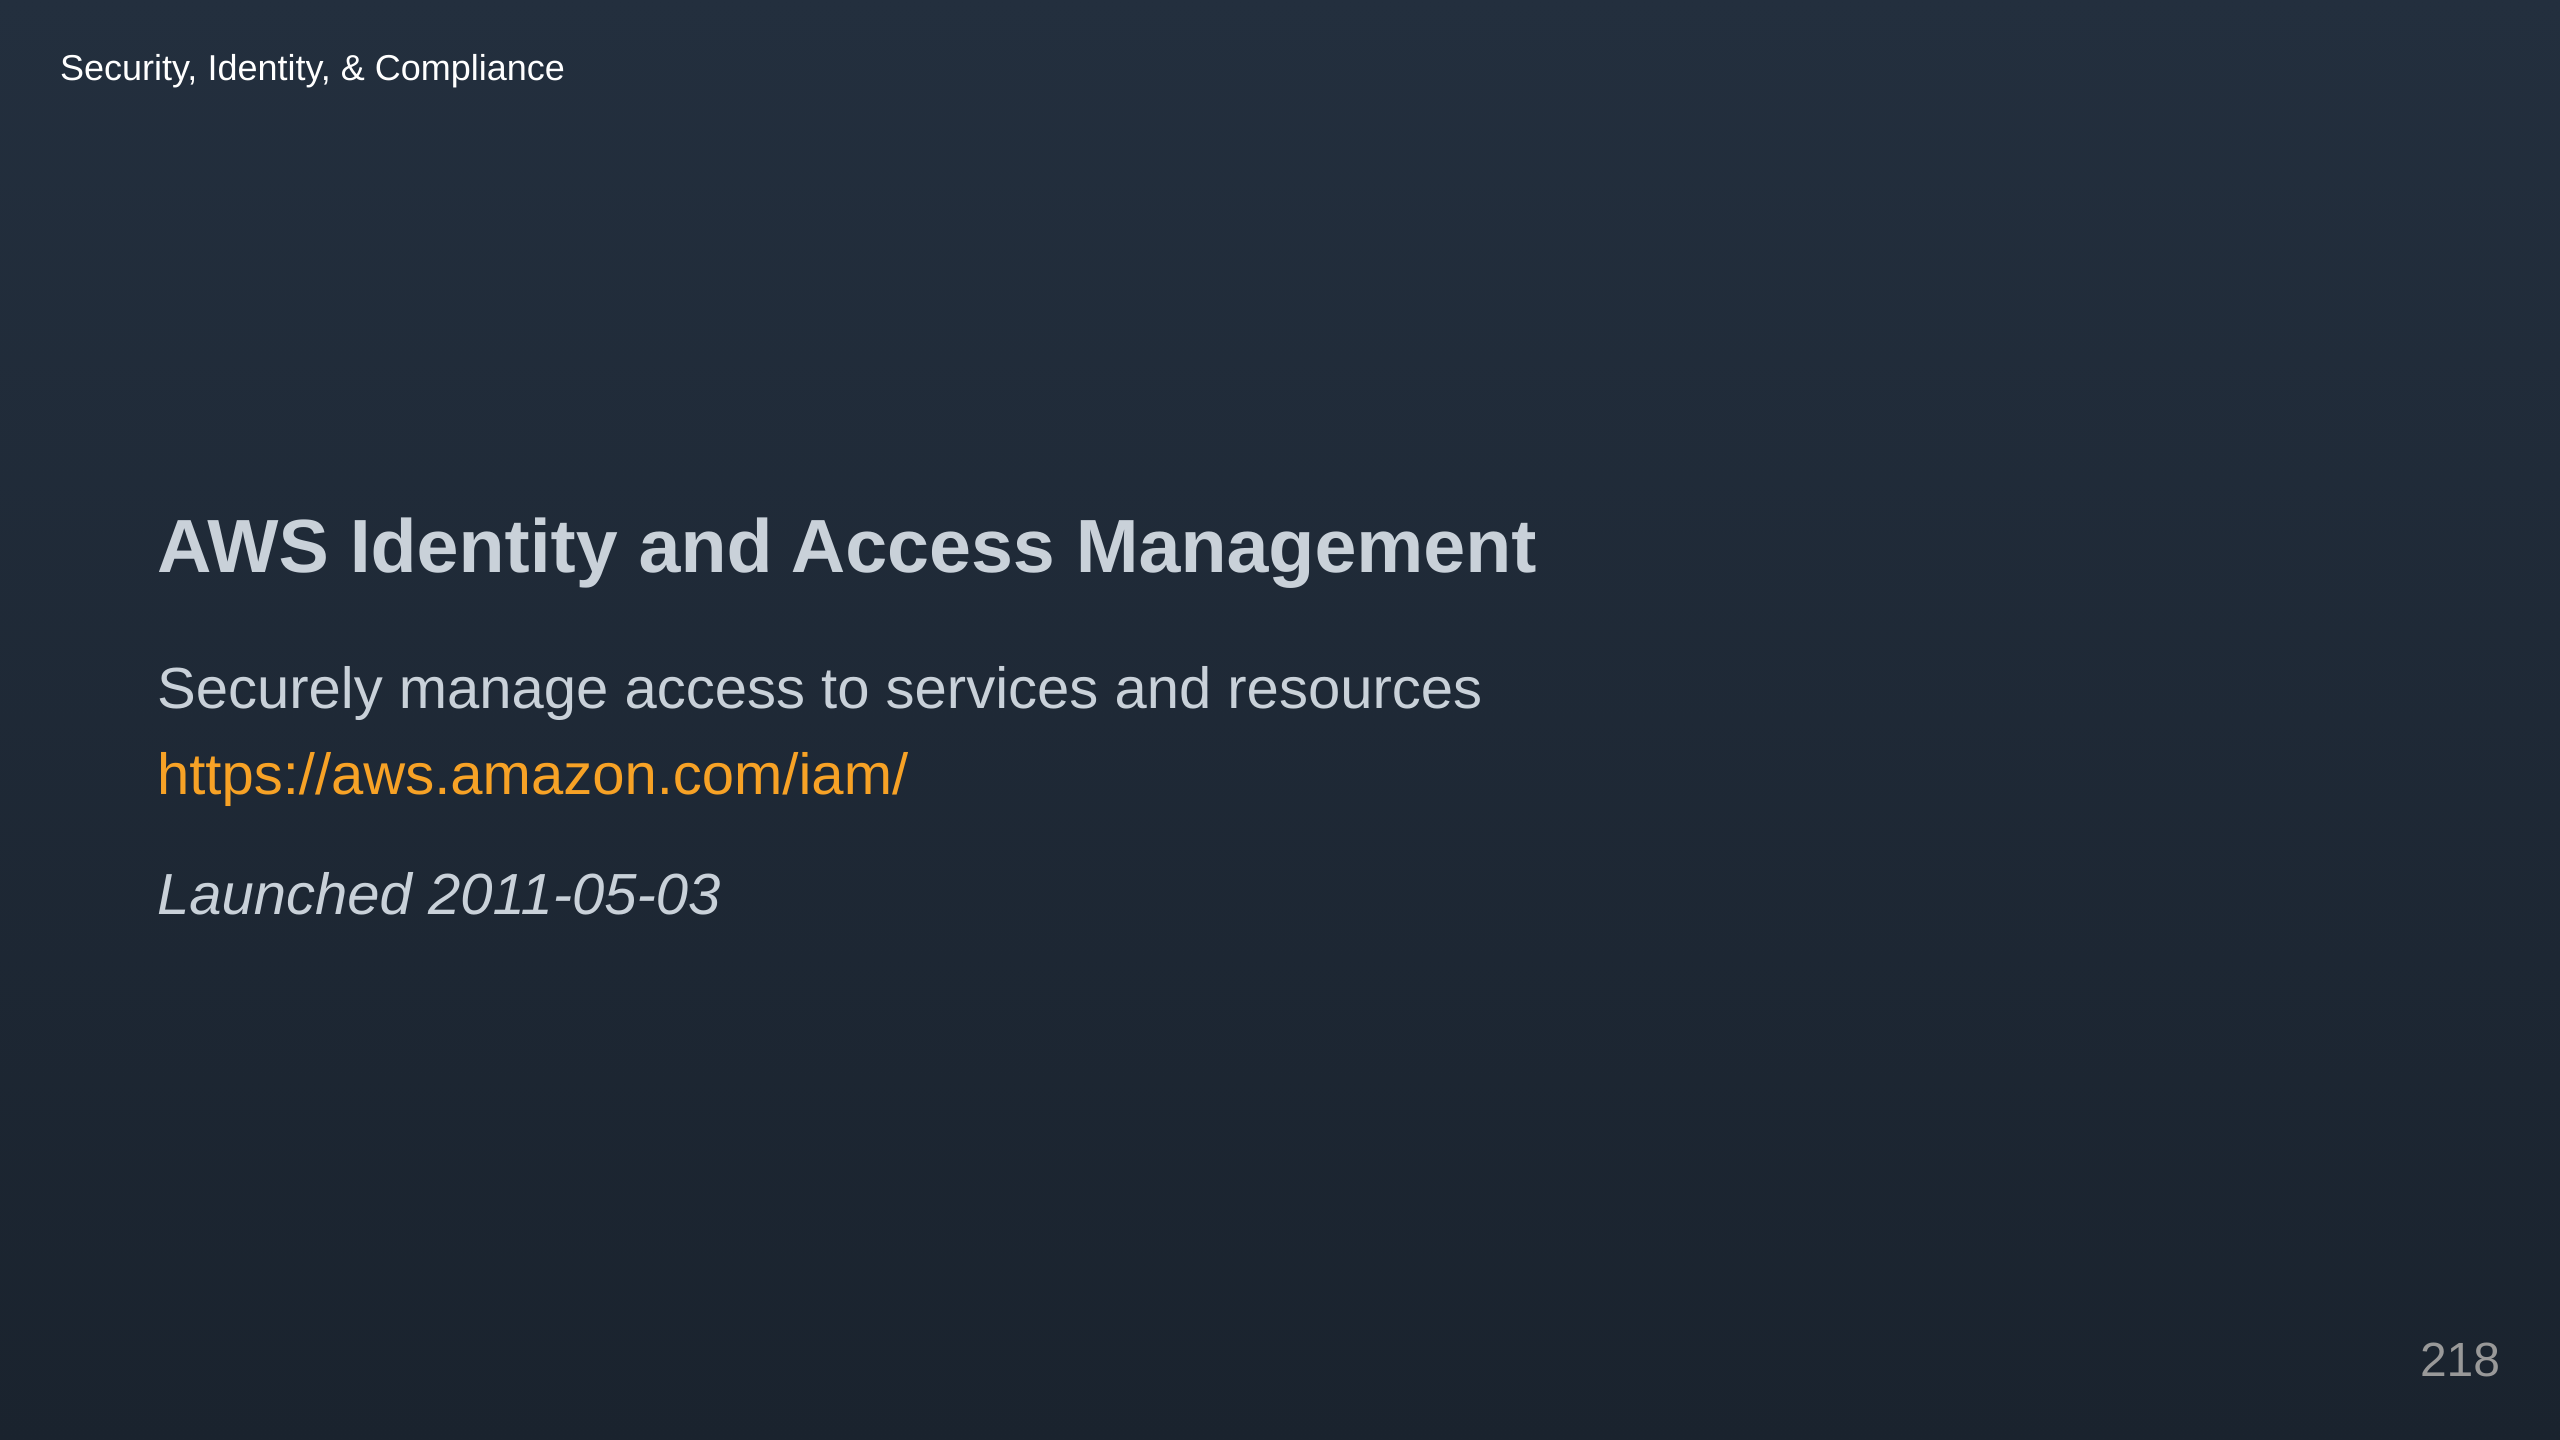 Security, Identity, & Compliance
AWS Identity and Access Management
Securely manage access to services and resources
https://aws.amazon.com/iam/
Launched 2011-05-03
218